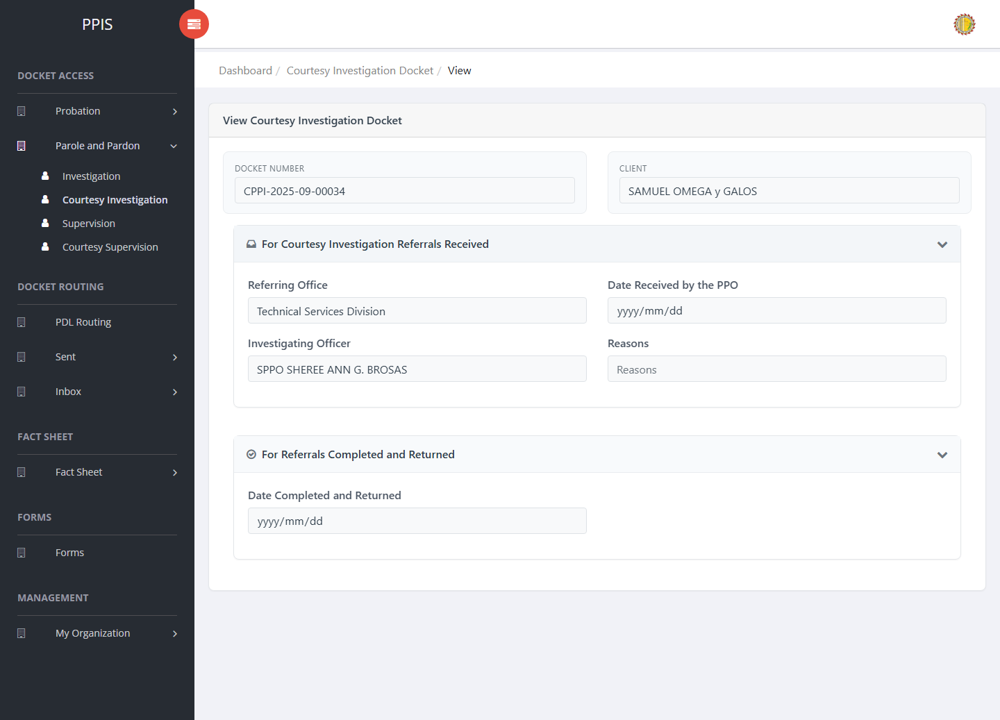 PPIS
DOCKET ACCESS
Probation
Parole and Pardon
Investigation
Courtesy Investigation
Supervision
Courtesy Supervision
DOCKET ROUTING
PDL Routing
Sent
Inbox
FACT SHEET
Fact Sheet
FORMS
Forms
MANAGEMENT
My Organization
Dashboard / Courtesy Investigation Docket / View
View Courtesy Investigation Docket
DOCKET NUMBER
CPPI-2025-09-00034
CLIENT
SAMUEL OMEGA y GALOS
For Courtesy Investigation Referrals Received
Referring Office
Technical Services Division
Date Received by the PPO
yyyy/mm/dd
Investigating Officer
SPPO SHEREE ANN G. BROSAS
Reasons
Reasons
For Referrals Completed and Returned
Date Completed and Returned
yyyy/mm/dd